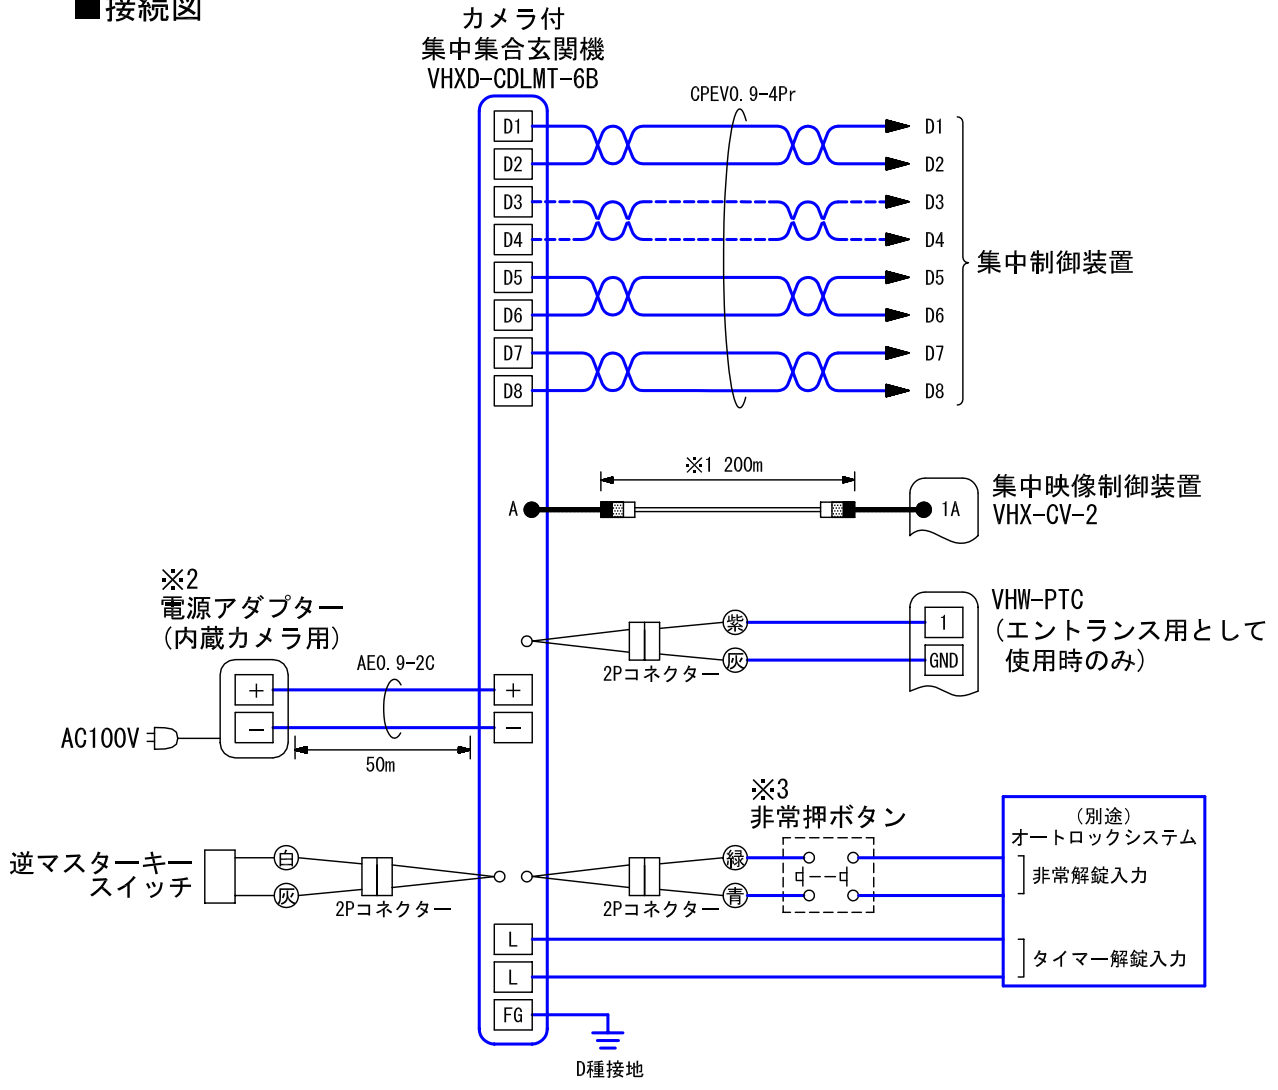 ■接続図
カメラ付
集中集合玄関機
VHXD-CDLMT-6B
CPEV0.9-4Pr
D1
D2
D3
D4
D5
D6
D7
D8
D1
D2
D3
D4
D5
D6
D7
D8
集中制御装置
※1 200m
A
1A
集中映像制御装置
VHX-CV-2
※2
電源アダプター
(内蔵カメラ用)
AE0.9-2C
+
−
+
−
AC100V
50m
紫
灰
2Pコネクター
1
GND
VHW-PTC
(エントランス用として
使用時のみ)
逆マスターキー
スイッチ
白
灰
2Pコネクター
緑
青
2Pコネクター
※3
非常押ボタン
(別途)
オートロックシステム
非常解錠入力
タイマー解錠入力
L
L
FG
D種接地